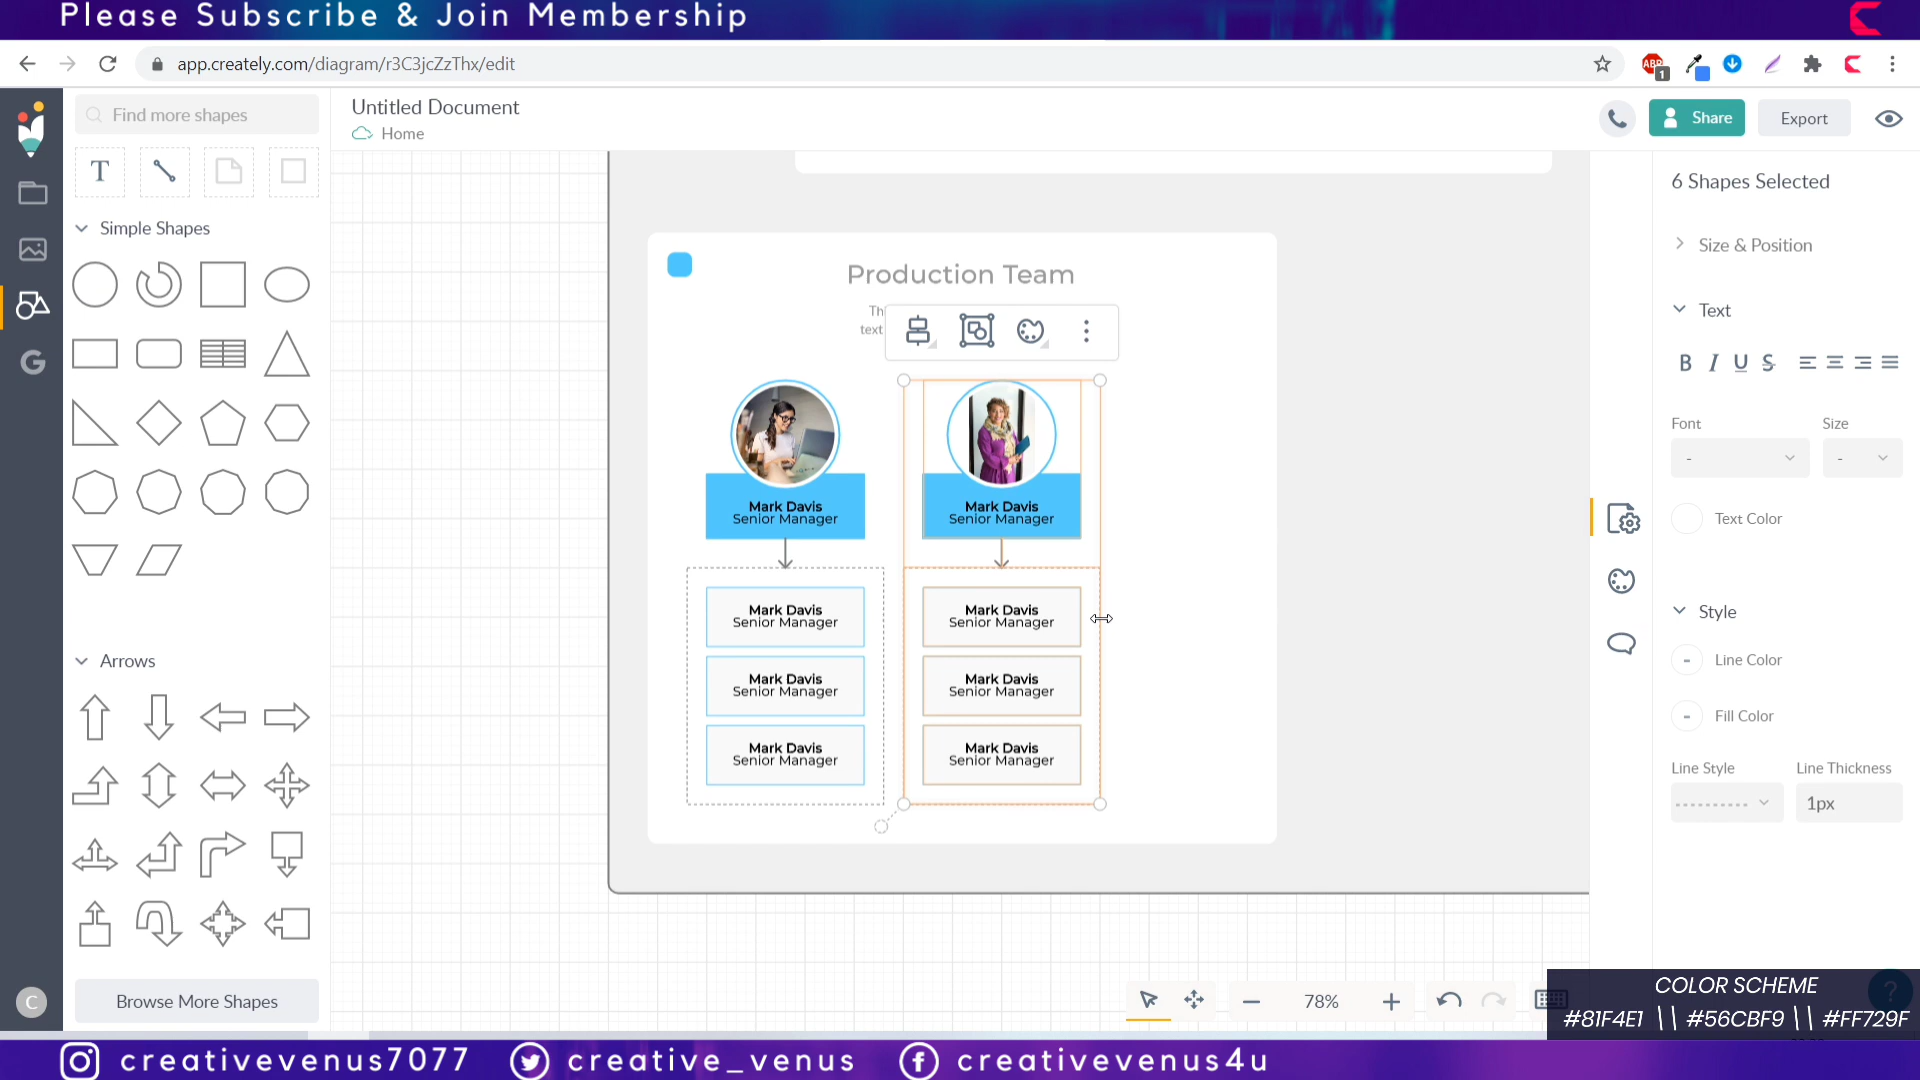 Please Subscribe & Join Membership
app.creately.com/diagram/r3C3jcZzThx/edit
ABP
1
Find more shapes
Untitled Document
Home
Share
Export
T
Simple Shapes
6 Shapes Selected
Size & Position
Production Team
Th
text
Text
B I U S
Font
Size
-
-
Text Color
Mark Davis
Senior Manager
Mark Davis
Senior Manager
Mark Davis
Senior Manager
Mark Davis
Senior Manager
Style
Arrows
- Line Color
Mark Davis
Senior Manager
Mark Davis
Senior Manager
- Fill Color
Mark Davis
Senior Manager
Mark Davis
Senior Manager
Line Style
Line Thickness
1px
C
Browse More Shapes
78%
?
COLOR SCHEME
#81F4E1 \\ #56CBF9 \\ #FF729F
creativevenus7077
creative_venus
creativevenus4u